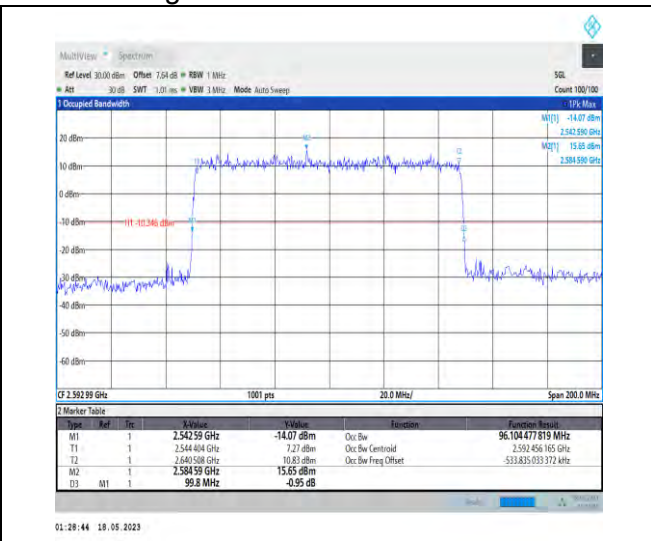 MultiView Spectrum
Ref Level 30.00 dBm Offset 7.64 dB RBW 1 MHz SGL
Att 30 dB SWT 1.01 ms VBW 3 MHz Mode Auto Sweep Count 100/100
1 Occupied Bandwidth 1Pk Max
M1[1] -14.07 dBm
2.542 590 GHz
20 dBm
M2[1] 15.65 dBm
2.584 590 GHz
10 dBm
0 dBm
-10 dBm
H1 -10.346 dBm
-20 dBm
-30 dBm
-40 dBm
-50 dBm
-60 dBm
CF 2.592 99 GHz 1001 pts 20.0 MHz/ Span 200.0 MHz
2 Marker Table
Type Ref Trc X-Value Y-Value Function Function Result
M1 1 2.542 59 GHz -14.07 dBm Occ Bw 96.104 477 819 MHz
T1 1 2.544 404 GHz 7.27 dBm Occ Bw Centroid 2.592 456 165 GHz
T2 1 2.640 508 GHz 10.83 dBm Occ Bw Freq Offset -533.835 033 372 kHz
M2 1 2.584 59 GHz 15.65 dBm
D3 M1 1 99.8 MHz -0.95 dB
01:28:44 18.05.2023